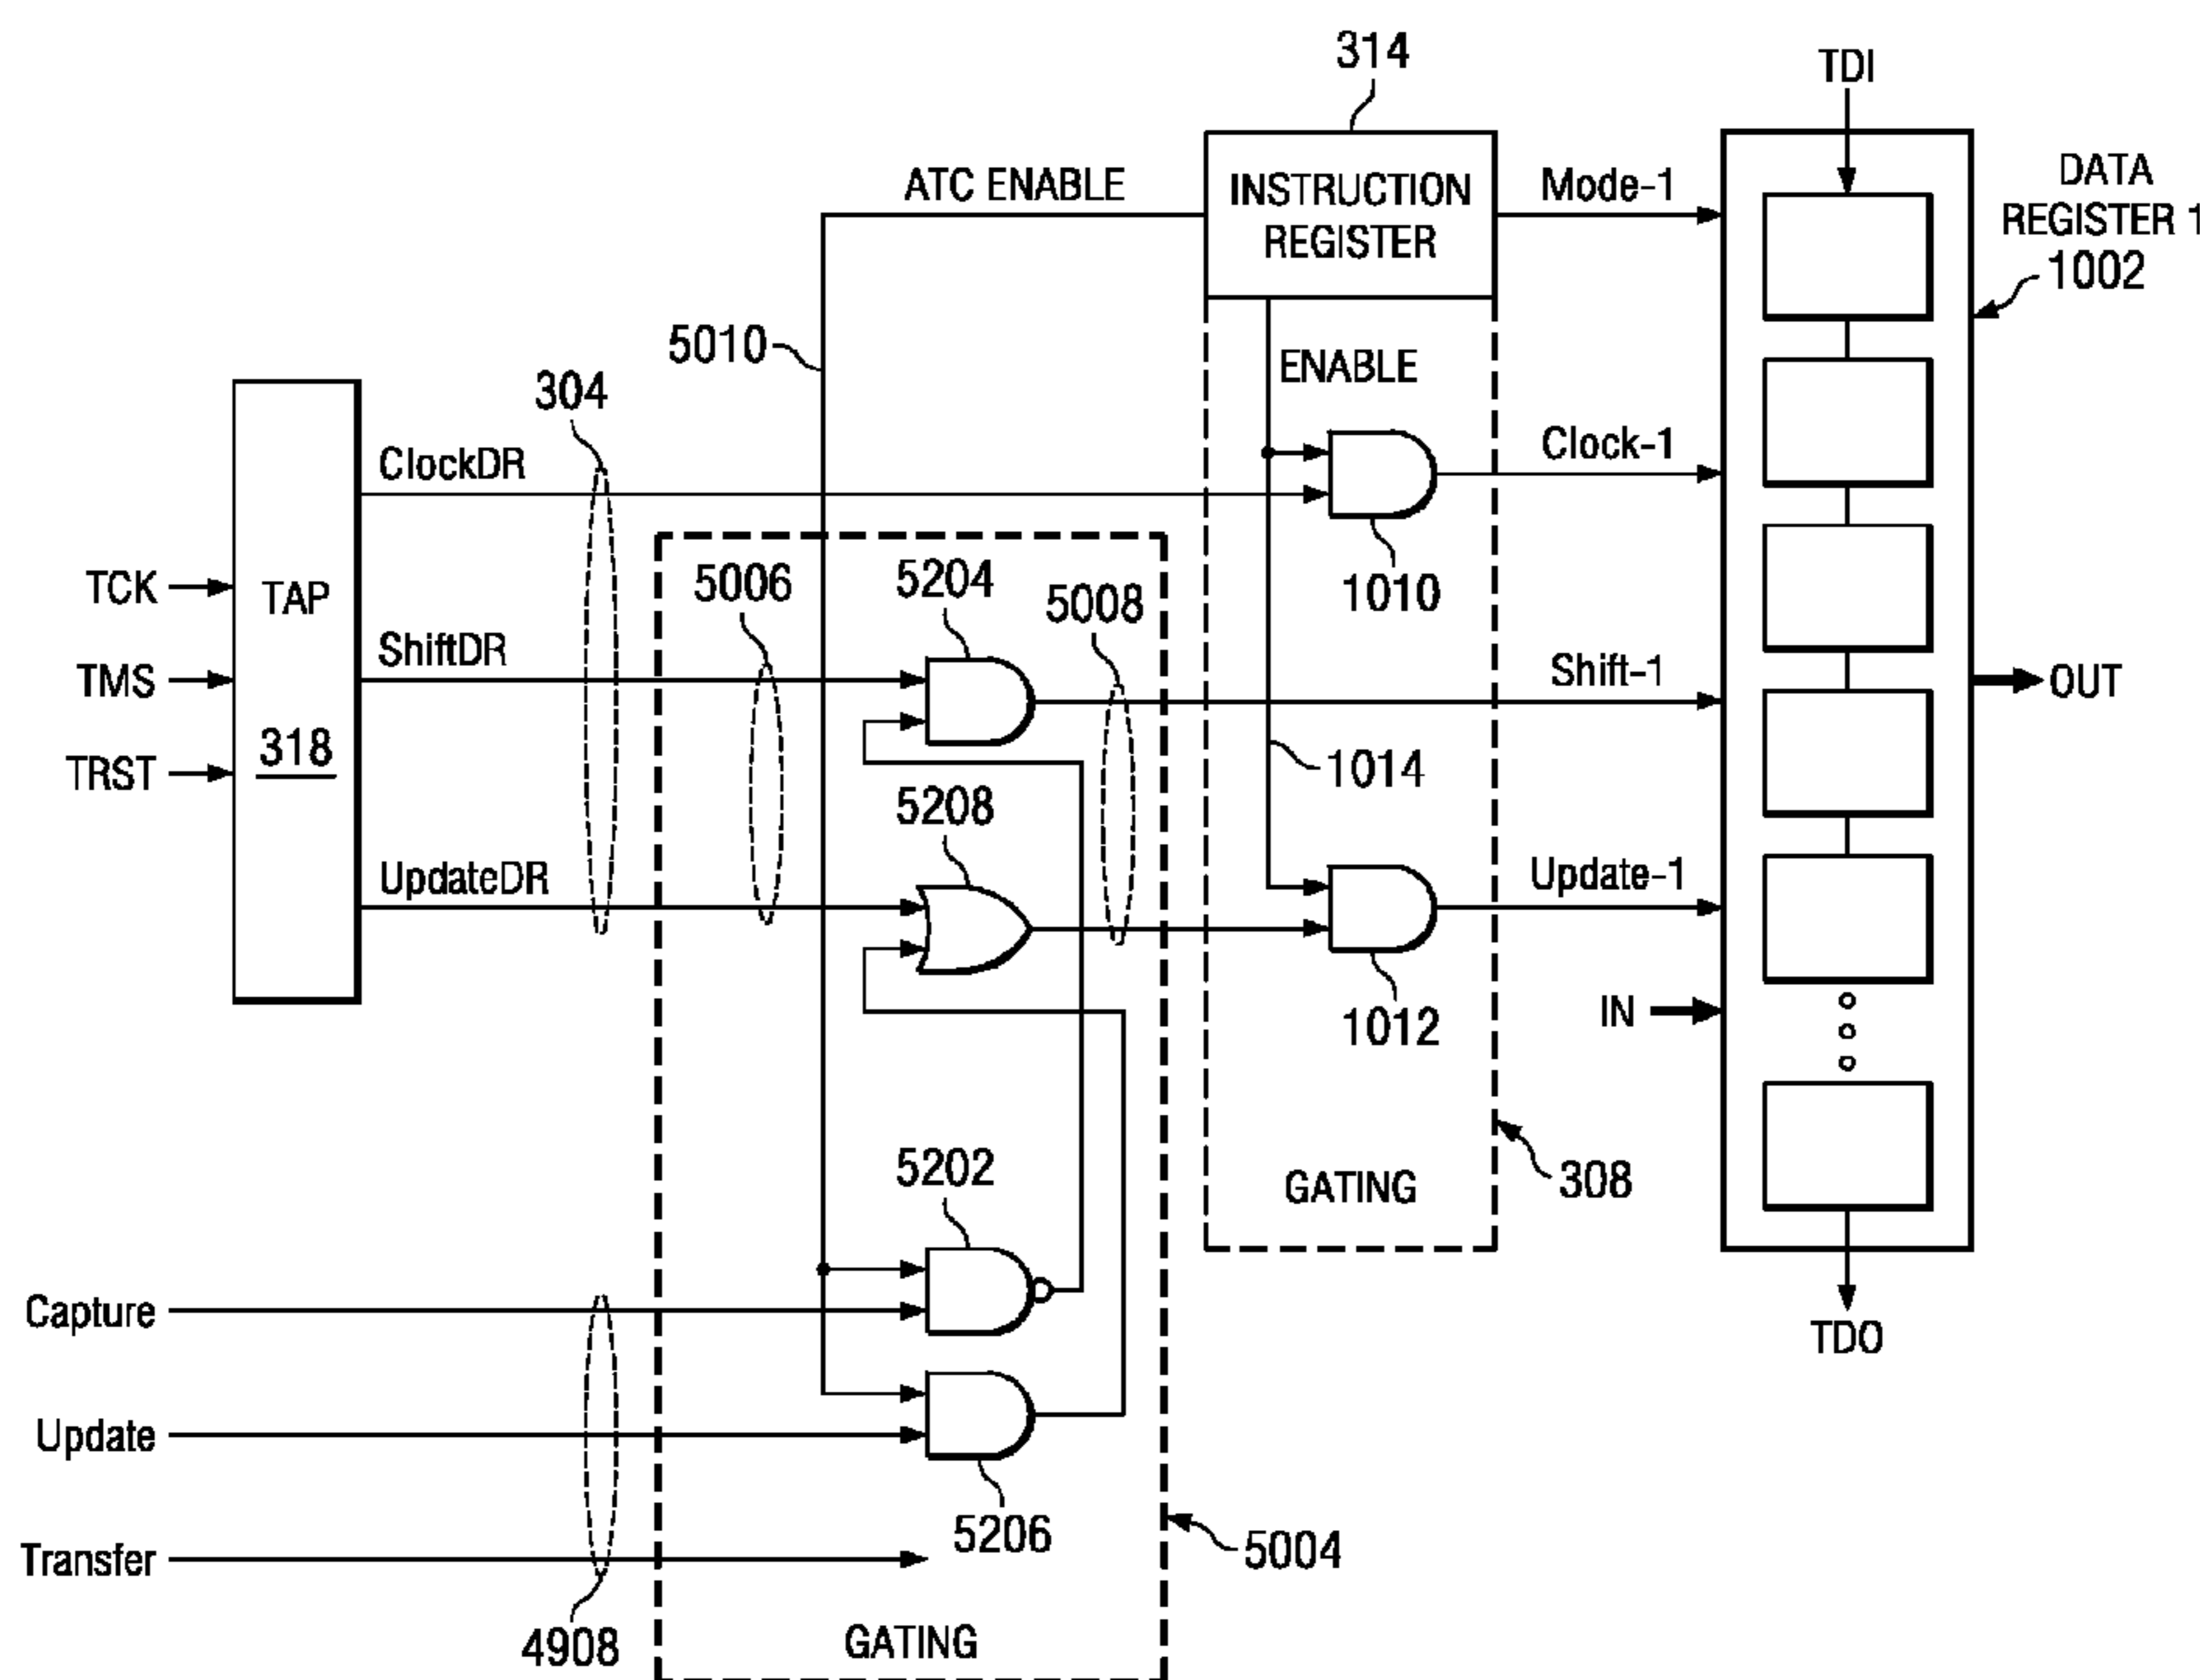 314
TDI
ATC ENABLE
INSTRUCTION
REGISTER
Mode-1
DATA
REGISTER 1
1002
5010
304
ENABLE
ClockDR
Clock-1
TCK
TAP
5006
5204
5008
1010
TMS
ShiftDR
Shift-1
OUT
TRST
318
1014
5208
UpdateDR
Update-1
IN
1012
5202
GATING
308
Capture
TDO
Update
5206
5004
Transfer
4908
GATING